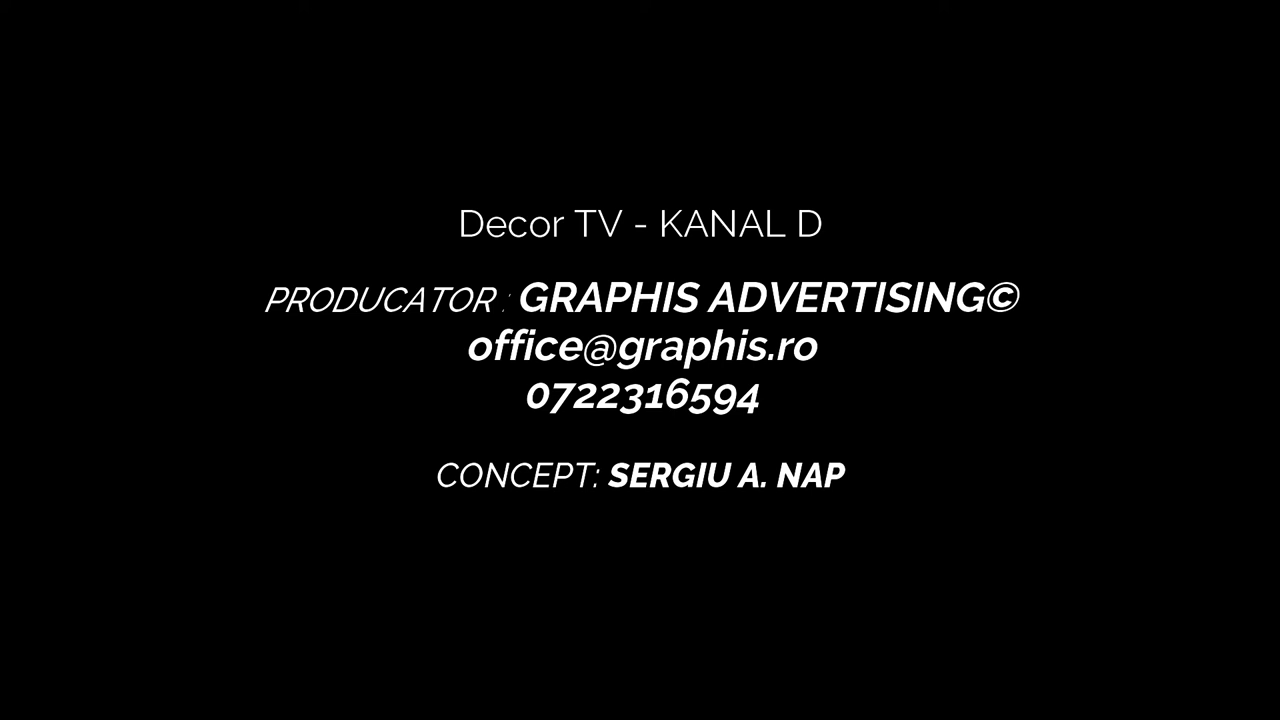 Decor TV - KANAL D
PRODUCATOR : GRAPHIS ADVERTISING©
office@graphis.ro
0722316594
CONCEPT: SERGIU A. NAP